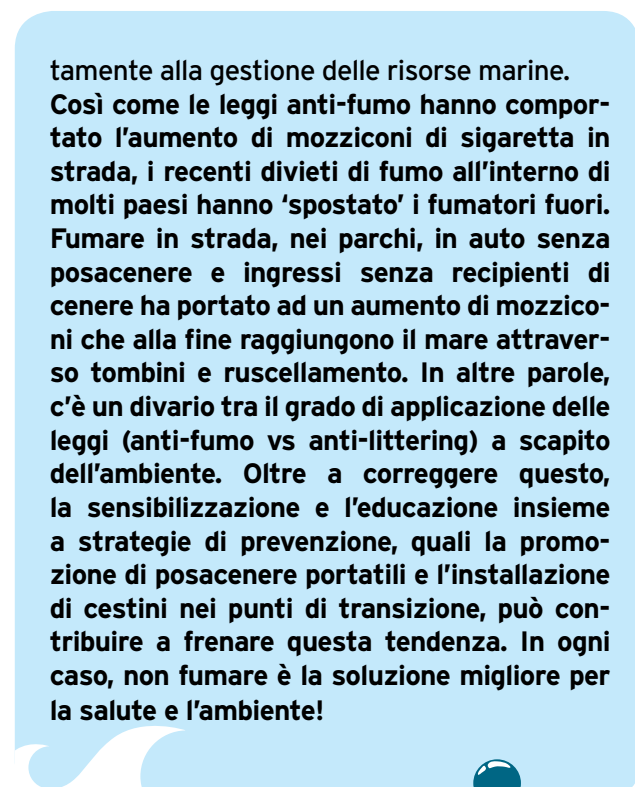 tamente alla gestione delle risorse marine.
Così come le leggi anti-fumo hanno compor-
tato l'aumento di mozziconi di sigaretta in
strada, i recenti divieti di fumo all'interno di
molti paesi hanno 'spostato' i fumatori fuori.
Fumare in strada, nei parchi, in auto senza
posacenere e ingressi senza recipienti di
cenere ha portato ad un aumento di mozzico-
ni che alla fine raggiungono il mare attraver-
so tombini e ruscellamento. In altre parole,
c'è un divario tra il grado di applicazione delle
leggi (anti-fumo vs anti-littering) a scapito
dell'ambiente. Oltre a correggere questo,
la sensibilizzazione e l'educazione insieme
a strategie di prevenzione, quali la promo-
zione di posacenere portatili e l'installazione
di cestini nei punti di transizione, può con-
tribuire a frenare questa tendenza. In ogni
caso, non fumare è la soluzione migliore per
la salute e l'ambiente!